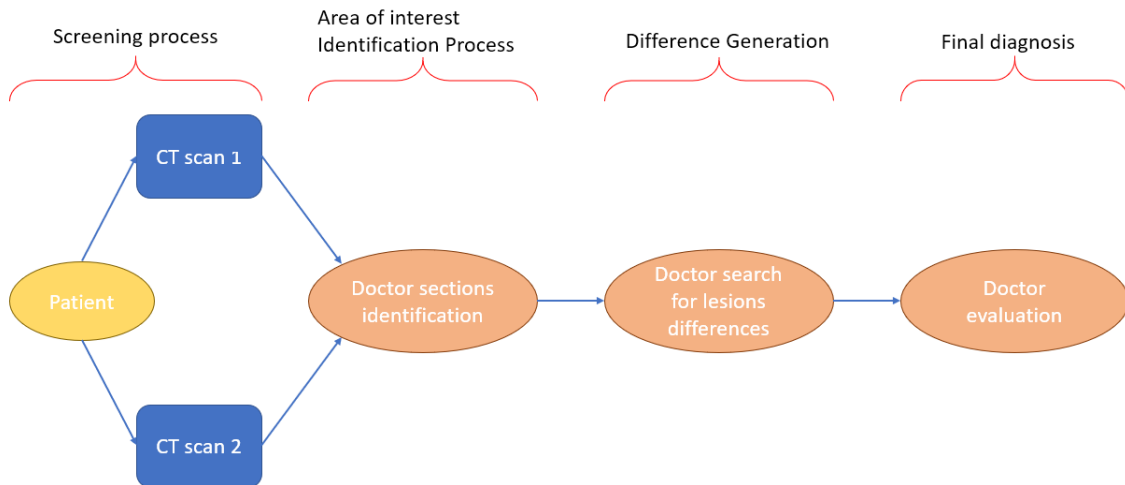 Screening process
Area of interest
Identification Process
Difference Generation
Final diagnosis
CT scan 1
Patient
Doctor sections
identification
Doctor search
for lesions
differences
Doctor
evaluation
CT scan 2